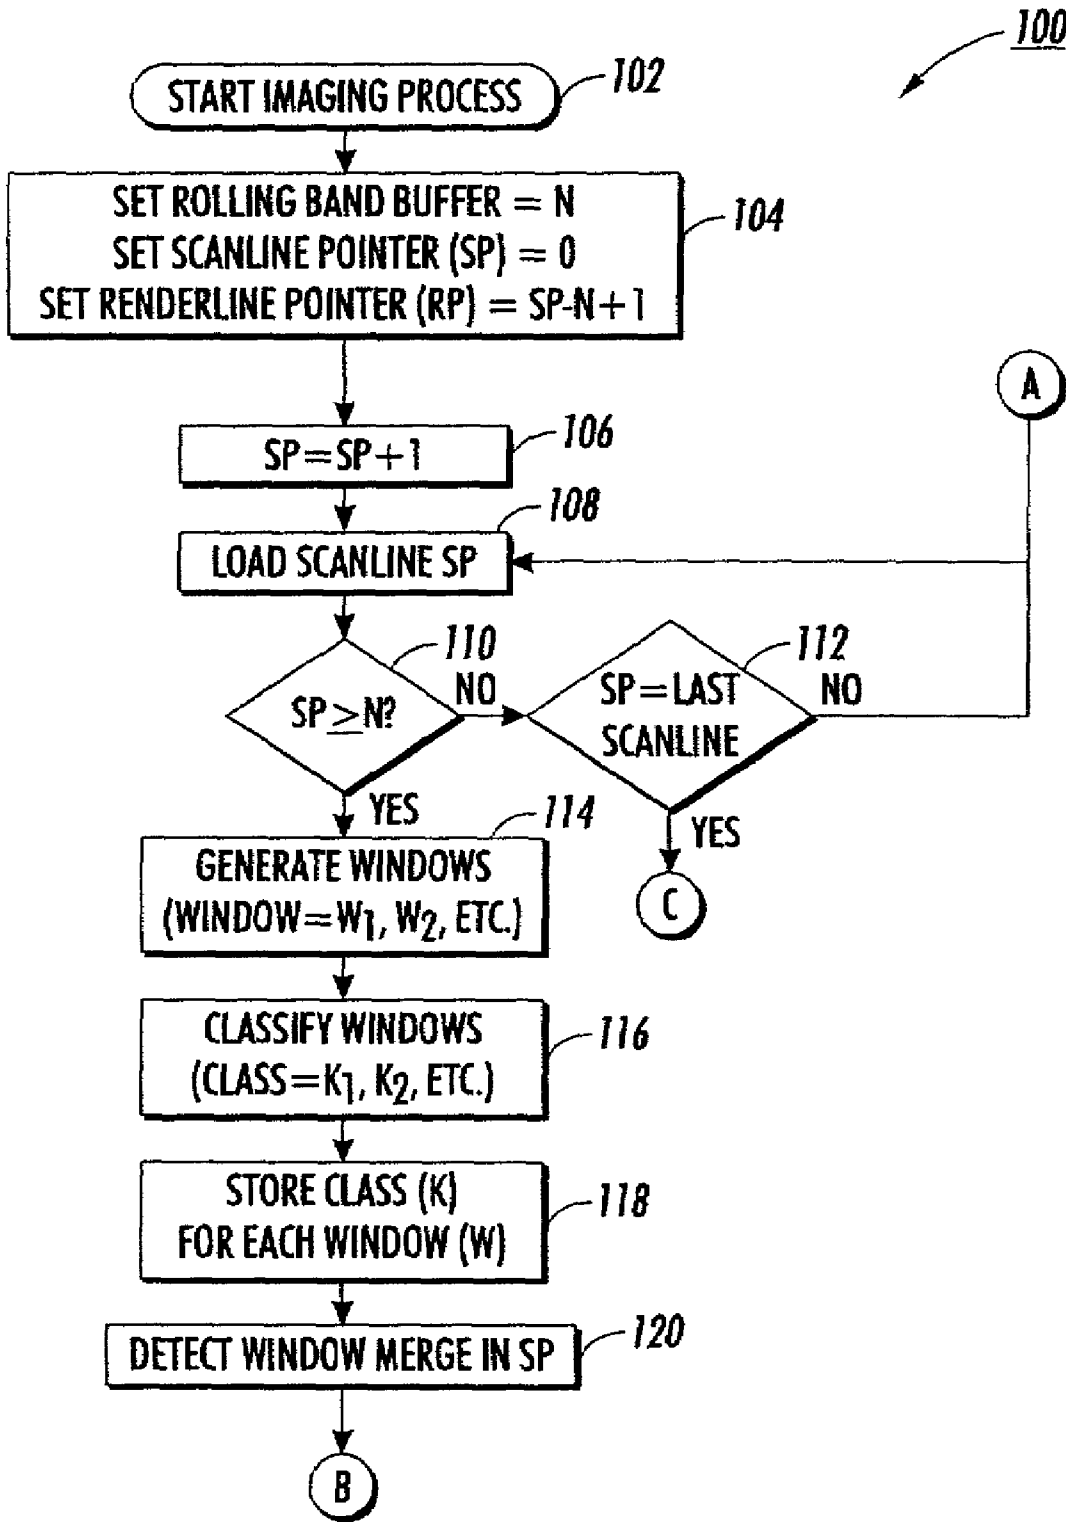 100
START IMAGING PROCESS
102
SET ROLLING BAND BUFFER = N
SET SCANLINE POINTER (SP) = 0
SET RENDERLINE POINTER (RP) = SP-N+1
104
A
SP=SP+1
106
108
LOAD SCANLINE SP
110
SP≥N?
NO
112
SP=LAST
SCANLINE
NO
YES
YES
C
114
GENERATE WINDOWS
(WINDOW=W1, W2, ETC.)
CLASSIFY WINDOWS
(CLASS=K1, K2, ETC.)
116
STORE CLASS (K)
FOR EACH WINDOW (W)
118
DETECT WINDOW MERGE IN SP
120
B